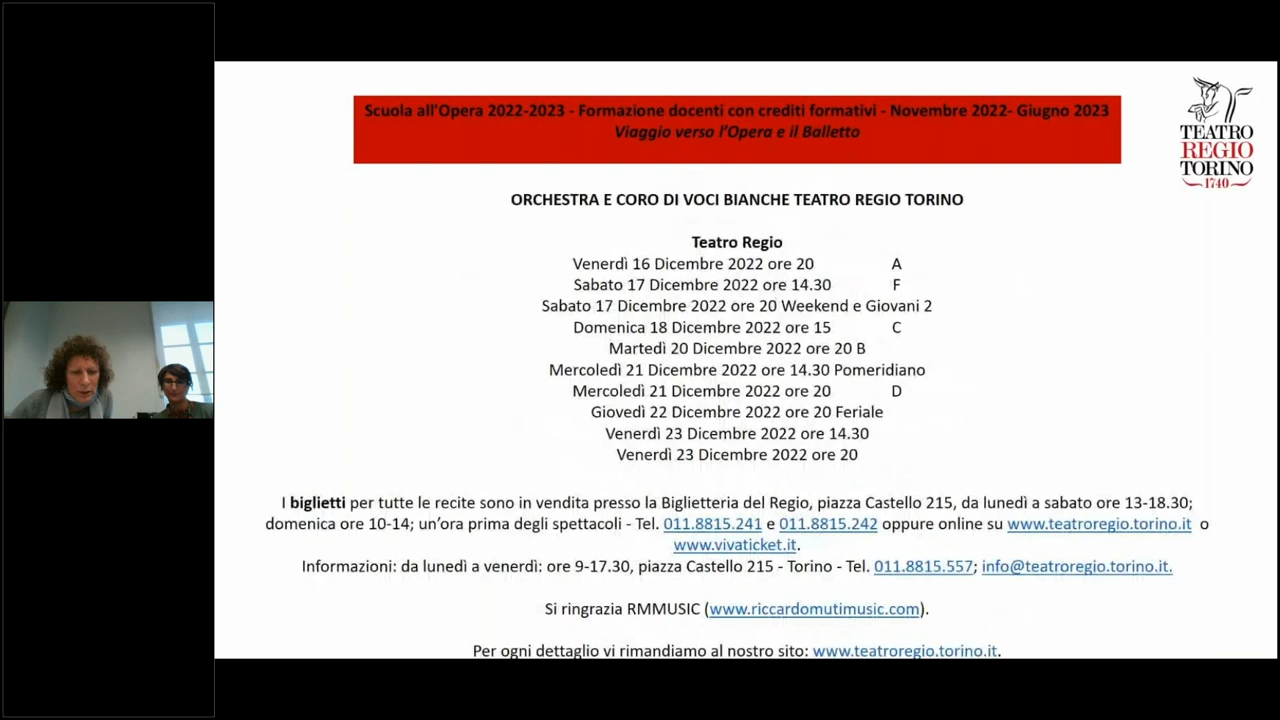 Scuola all'Opera 2022-2023 - Formazione docenti con crediti formativi - Novembre 2022- Giugno 2023
Viaggio verso l'Opera e il Balletto
TEATRO
REGIO
TORINO
1740
ORCHESTRA E CORO DI VOCI BIANCHE TEATRO REGIO TORINO
Teatro Regio
Venerdì 16 Dicembre 2022 ore 20 A
Sabato 17 Dicembre 2022 ore 14.30 F
Sabato 17 Dicembre 2022 ore 20 Weekend e Giovani 2
Domenica 18 Dicembre 2022 ore 15 C
Martedì 20 Dicembre 2022 ore 20 B
Mercoledì 21 Dicembre 2022 ore 14.30 Pomeridiano
Mercoledì 21 Dicembre 2022 ore 20 D
Giovedì 22 Dicembre 2022 ore 20 Feriale
Venerdì 23 Dicembre 2022 ore 14.30
Venerdì 23 Dicembre 2022 ore 20
I biglietti per tutte le recite sono in vendita presso la Biglietteria del Regio, piazza Castello 215, da lunedì a sabato ore 13-18.30;
domenica ore 10-14; un'ora prima degli spettacoli - Tel. 011.8815.241 e 011.8815.242 oppure online su www.teatroregio.torino.it o
www.vivaticket.it.
Informazioni: da lunedì a venerdì: ore 9-17.30, piazza Castello 215 - Torino - Tel. 011.8815.557; info@teatroregio.torino.it.
Si ringrazia RMMUSIC (www.riccardomutimusic.com).
Per ogni dettaglio vi rimandiamo al nostro sito: www.teatroregio.torino.it.